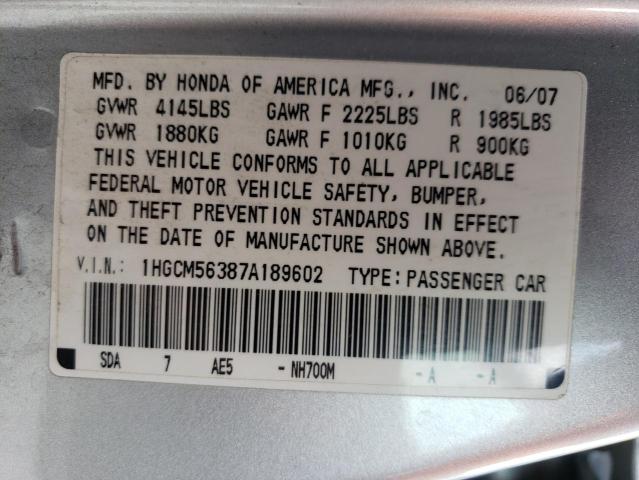 MFD. BY HONDA OF AMERICA MFG., INC. 06/07
GVWR 4145LBS GAWR F 2225LBS R 1985LBS
GVWR 1880KG GAWR F 1010KG R 900KG
THIS VEHICLE CONFORMS TO ALL APPLICABLE
FEDERAL MOTOR VEHICLE SAFETY, BUMPER,
AND THEFT PREVENTION STANDARDS IN EFFECT
ON THE DATE OF MANUFACTURE SHOWN ABOVE.
V.I.N.: 1HGCM56387A189602 TYPE: PASSENGER CAR
SDA 7 AE5 - NH700M - A - A